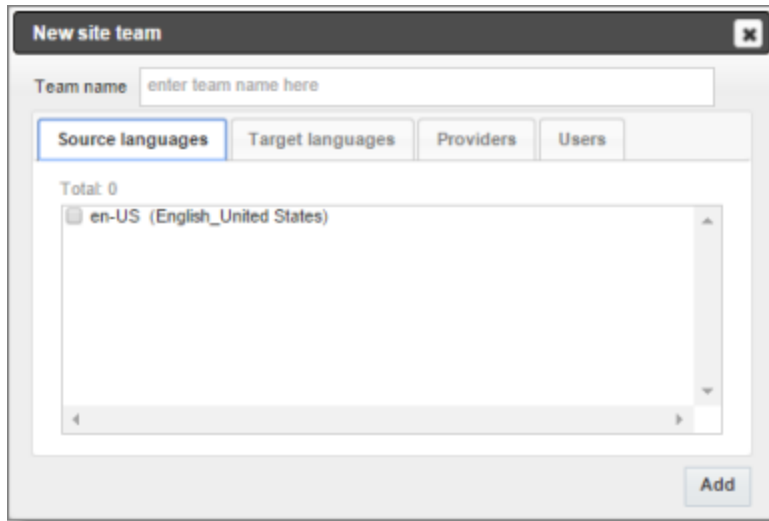 New site team
Team name enter team name here
Source languages Target languages Providers Users
Total: 0
en-US (English_United States)
Add